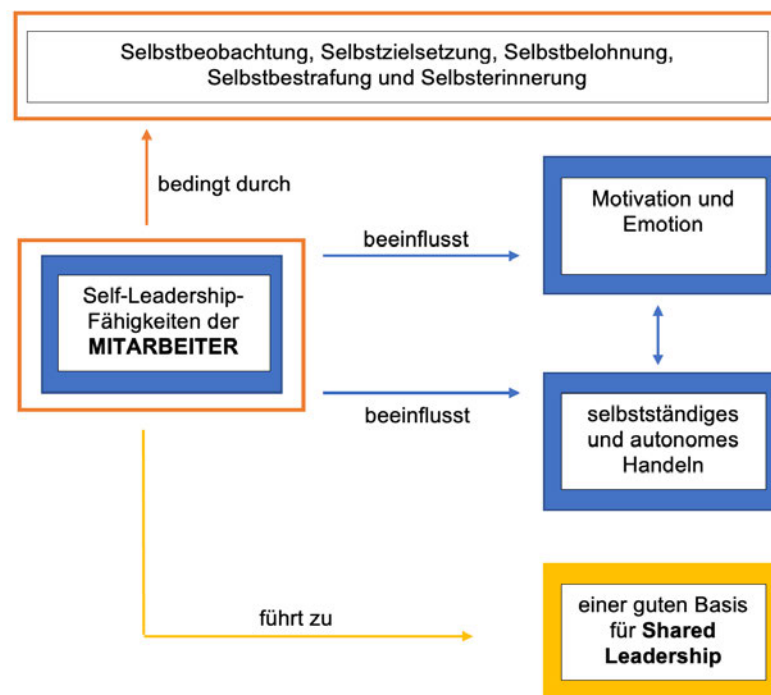 Selbstbeobachtung, Selbstzielsetzung, Selbstbelohnung,
Selbstbestrafung und Selbsterinnerung
bedingt durch
Self-Leadership-
Fähigkeiten der
MITARBEITER
beeinflusst
Motivation und
Emotion
beeinflusst
selbstständiges
und autonomes
Handeln
führt zu
einer guten Basis
für Shared
Leadership